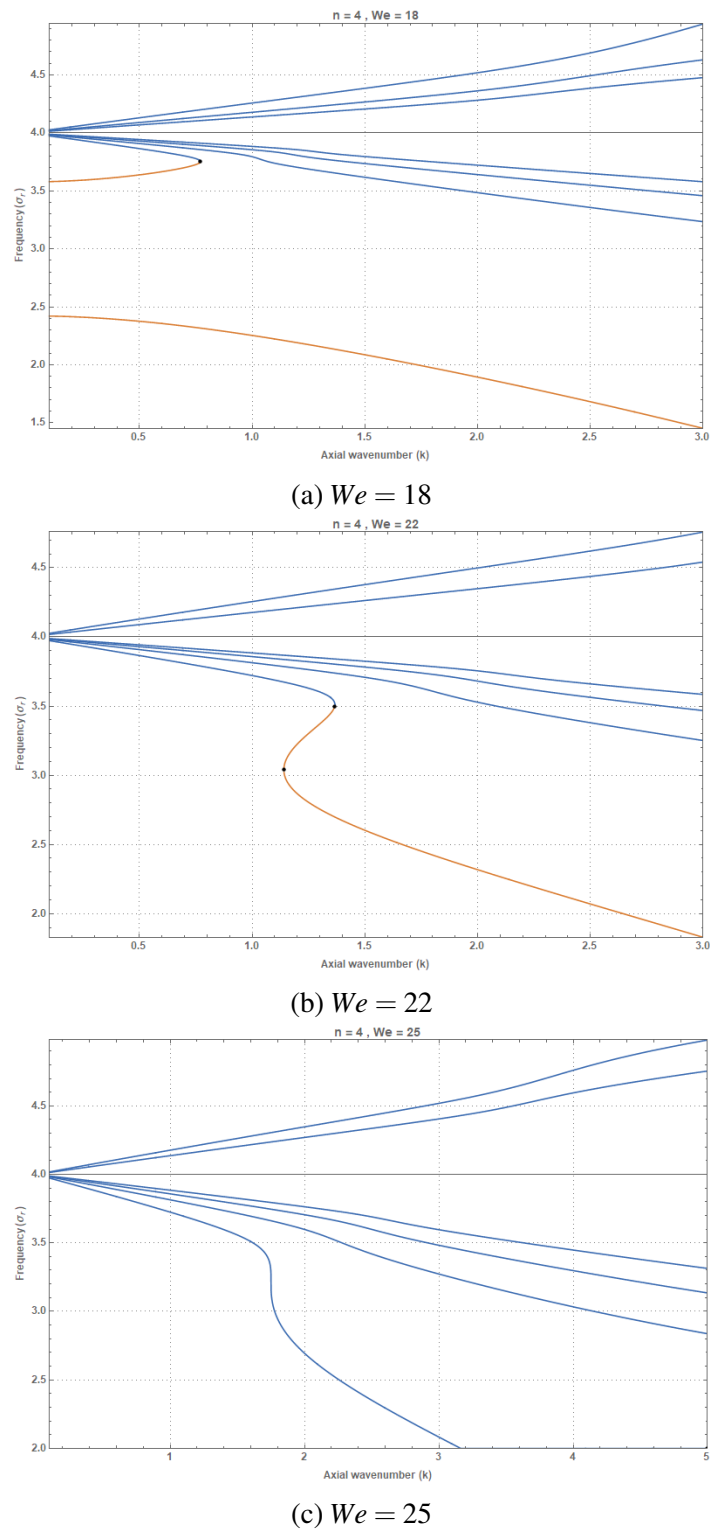 n = 4 , We = 18
4.5
4.0
3.5
3.0
2.5
2.0
1.5
Frequency (σr)
0.5 1.0 1.5 2.0 2.5 3.0
Axial wavenumber (k)
(a) We = 18
n = 4 , We = 22
4.5
4.0
3.5
3.0
2.5
2.0
Frequency (σr)
0.5 1.0 1.5 2.0 2.5 3.0
Axial wavenumber (k)
(b) We = 22
n = 4 , We = 25
4.5
4.0
3.5
3.0
2.5
2.0
Frequency (σr)
1 2 3 4 5
Axial wavenumber (k)
(c) We = 25